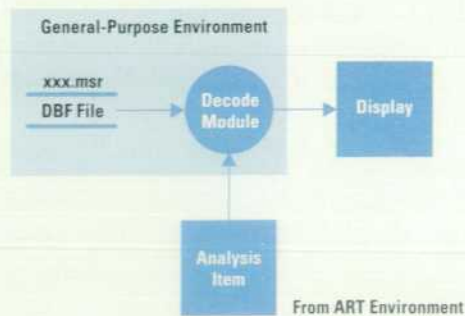 General-Purpose Environment
xxx.msr
DBF File
Decode
Module
Display
Analysis
Item
From ART Environment